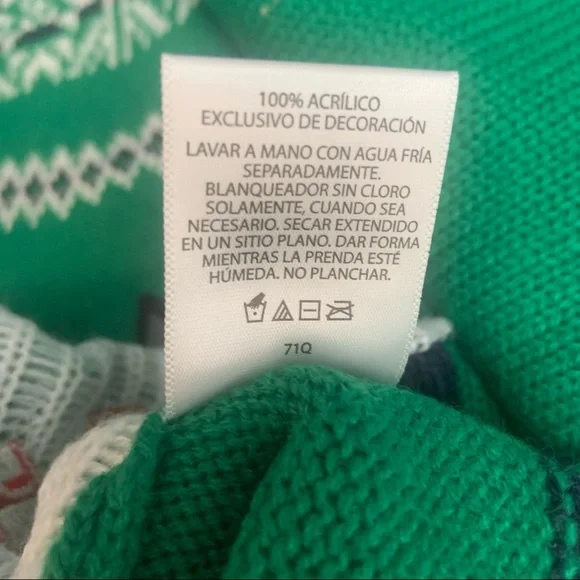 100% ACRÍLICO
EXCLUSIVO DE DECORACIÓN
LAVAR A MANO CON AGUA FRÍA
SEPARADAMENTE.
BLANQUEADOR SIN CLORO
SOLAMENTE, CUANDO SEA
NECESARIO. SECAR EXTENDIDO
EN UN SITIO PLANO. DAR FORMA
MIENTRAS LA PRENDA ESTÉ
HÚMEDA. NO PLANCHAR.
71Q